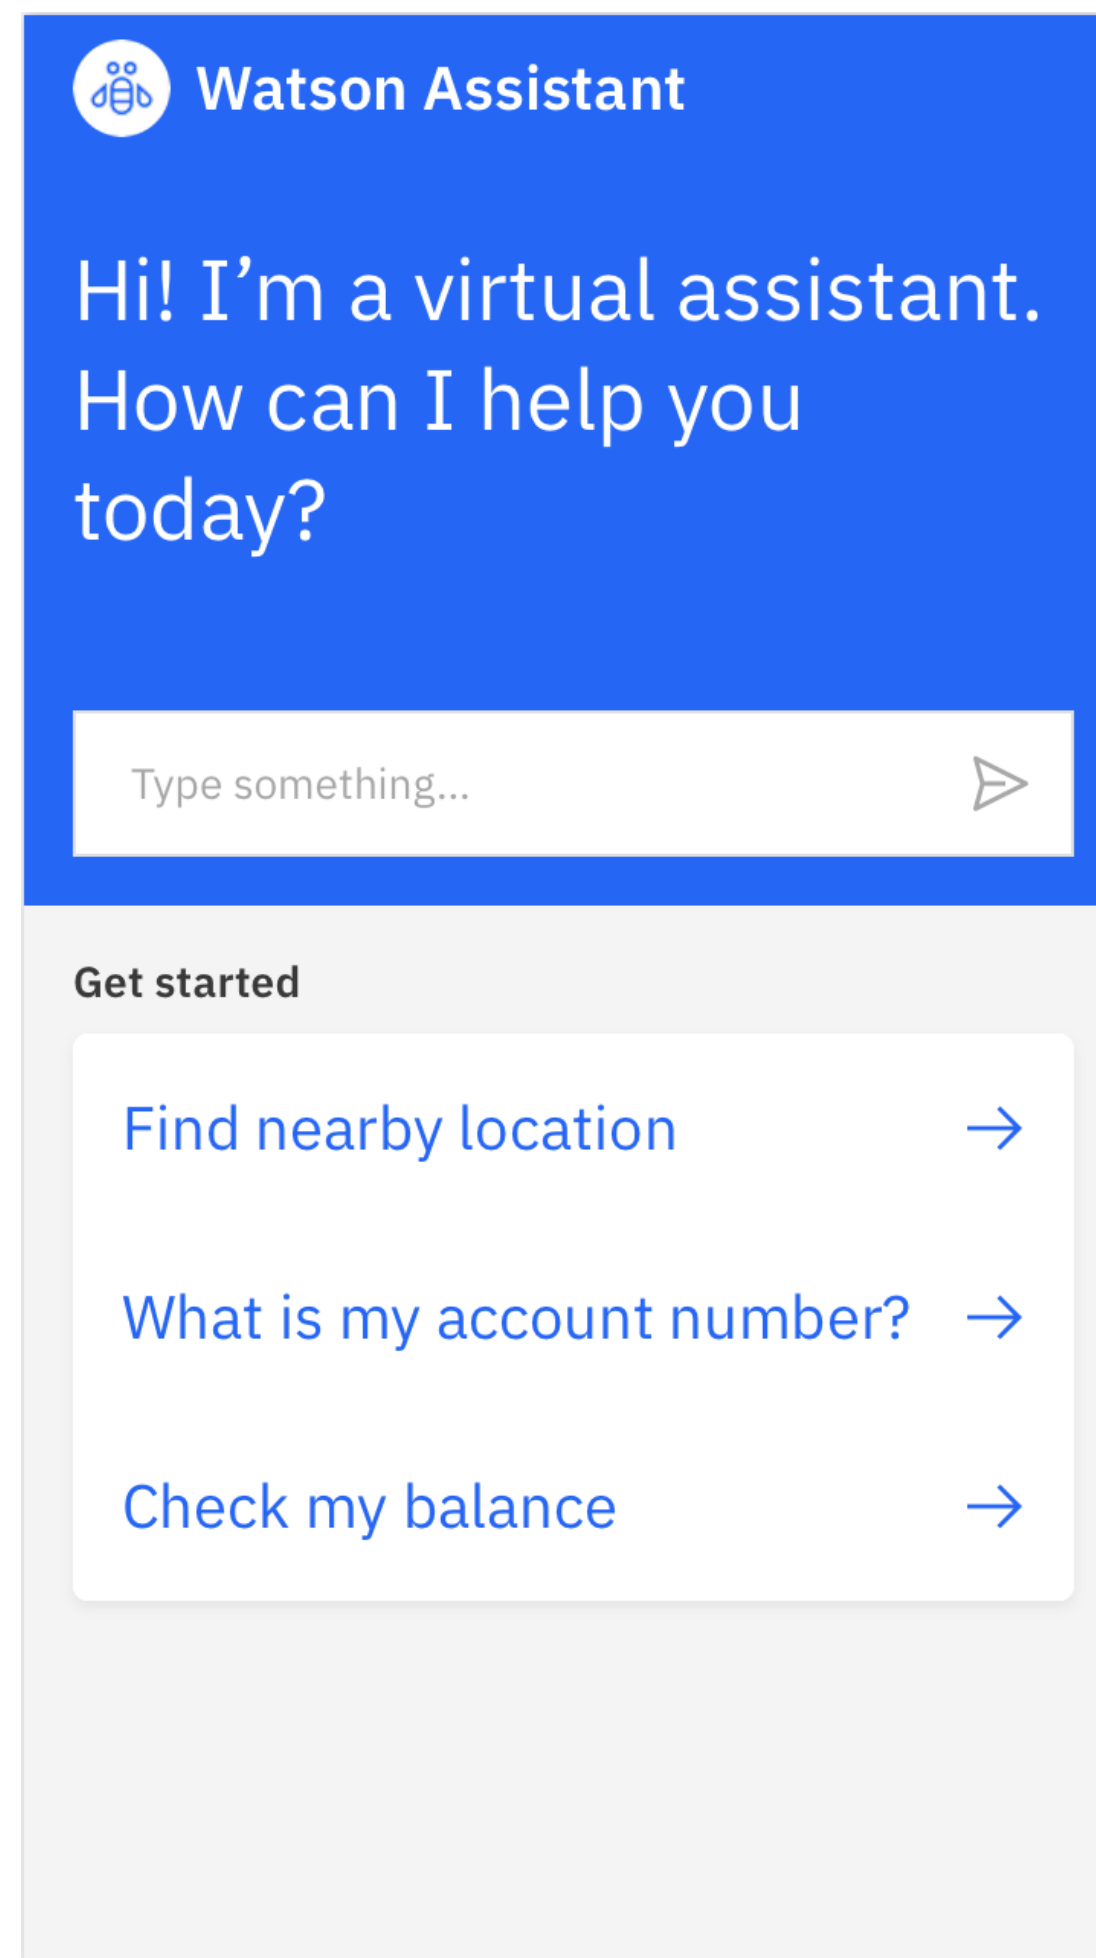 Watson Assistant
Hi! I’m a virtual assistant.
How can I help you
today?
Type something...
Get started
Find nearby location
What is my account number?
Check my balance